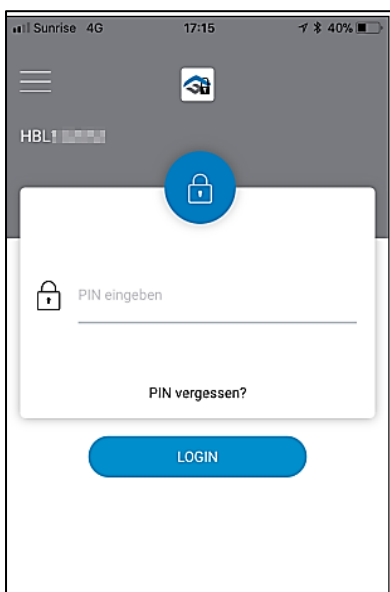 Sunrise 4G 17:15 40%
HBL
PIN eingeben
PIN vergessen?
LOGIN